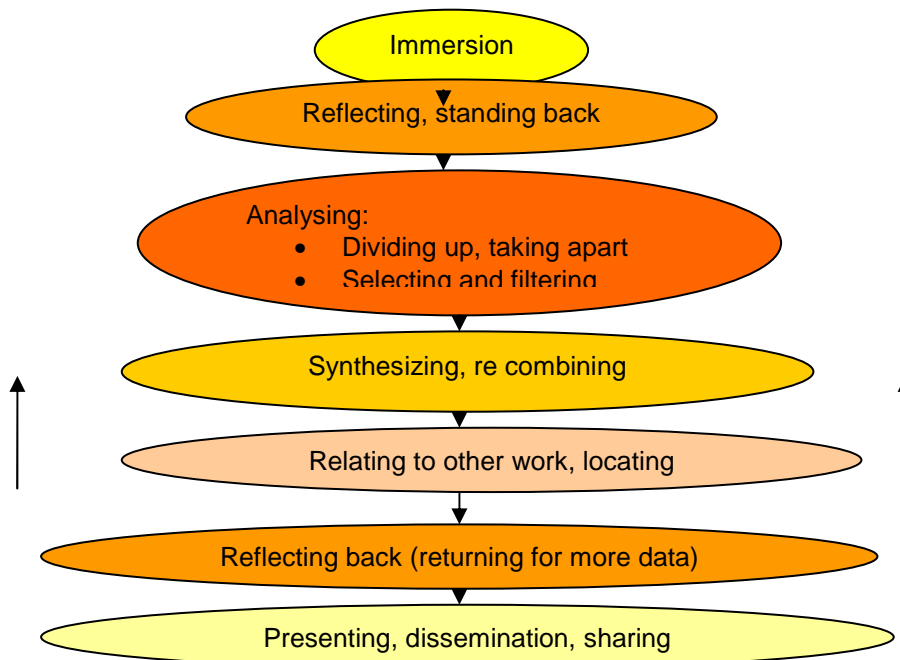 Immersion
Reflecting, standing back
Analysing:
• Dividing up, taking apart
• Selecting and filtering
Synthesizing, re combining
Relating to other work, locating
Reflecting back (returning for more data)
Presenting, dissemination, sharing